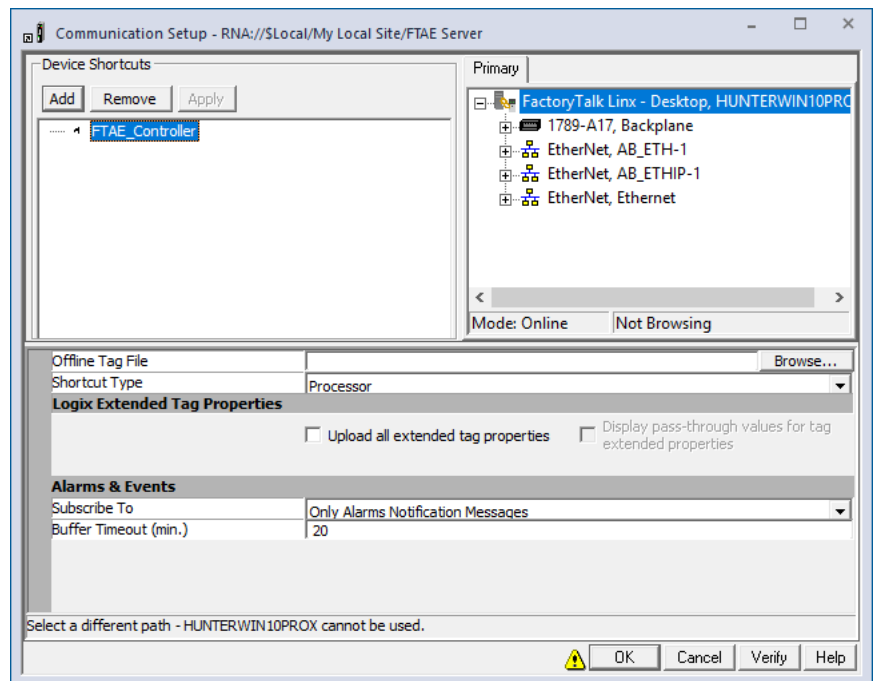 Communication Setup - RNA://$Local/My Local Site/FTAE Server
Device Shortcuts
Add Remove Apply
FTAE_Controller
Primary
FactoryTalk Linx - Desktop, HUNTERWIN10PRO
1789-A17, Backplane
EtherNet, AB_ETH-1
EtherNet, AB_ETHIP-1
EtherNet, Ethernet
Mode: Online Not Browsing
Offline Tag File Browse...
Shortcut Type Processor
Logix Extended Tag Properties
Upload all extended tag properties
Display pass-through values for tag
extended properties
Alarms & Events
Subscribe To Only Alarms Notification Messages
Buffer Timeout (min.) 20
Select a different path - HUNTERWIN10PROX cannot be used.
OK Cancel Verify Help